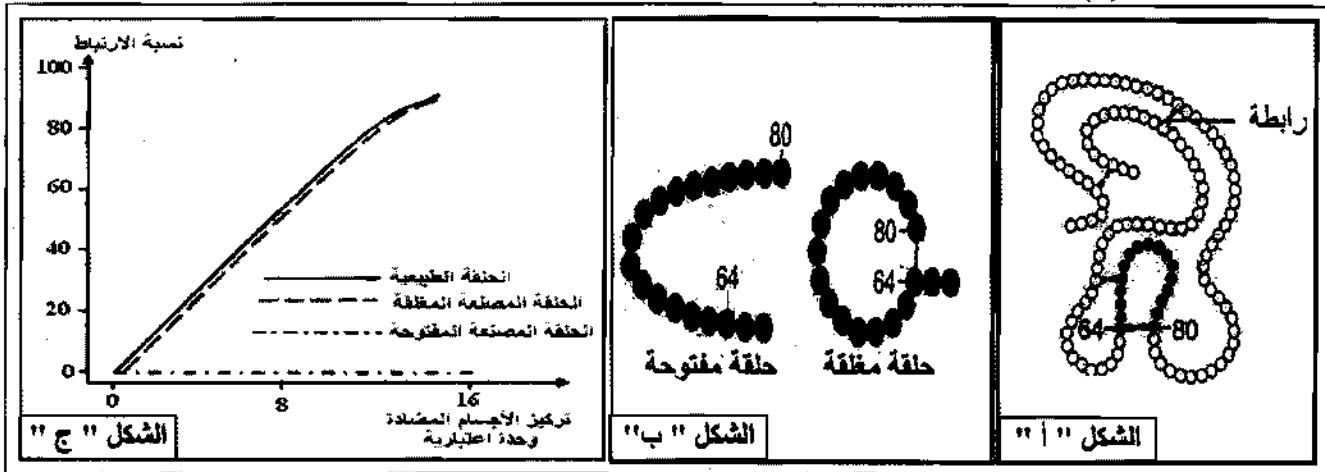 رابطة
64
80
الشكل " أ "
80
64
80
64
حلقة مغلقة
حلقة مفتوحة
الشكل " ب"
نسبة الارتباط
100
80
60
40
20
0
الحلقة الطبيعية
الحلقة المصنعة المغلقة
الحلقة المصنعة المفتوحة
0
8
16
تركيز الأجسام المضادة
وحدة اعتبارية
الشكل " ج "